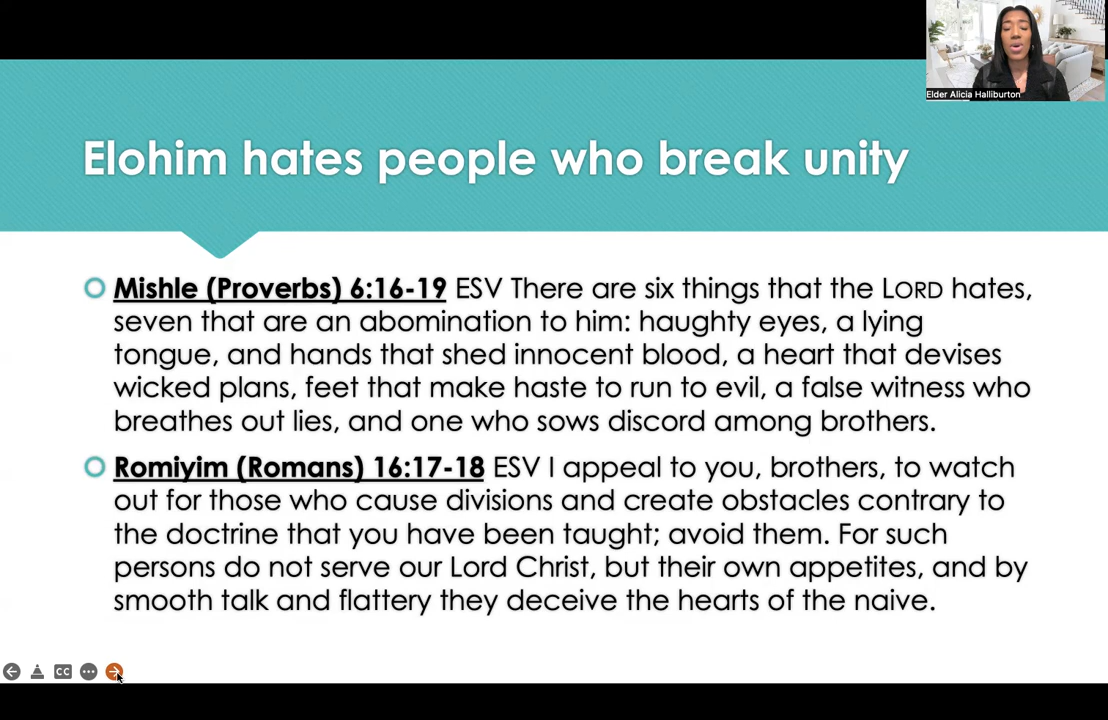 Elder Alicia Halliburton
Elohim hates people who break unity
Mishle (Proverbs) 6:16-19 ESV There are six things that the LORD hates,
seven that are an abomination to him: haughty eyes, a lying
tongue, and hands that shed innocent blood, a heart that devises
wicked plans, feet that make haste to run to evil, a false witness who
breathes out lies, and one who sows discord among brothers.
Romiyim (Romans) 16:17-18 ESV I appeal to you, brothers, to watch
out for those who cause divisions and create obstacles contrary to
the doctrine that you have been taught; avoid them. For such
persons do not serve our Lord Christ, but their own appetites, and by
smooth talk and flattery they deceive the hearts of the naive.
CC